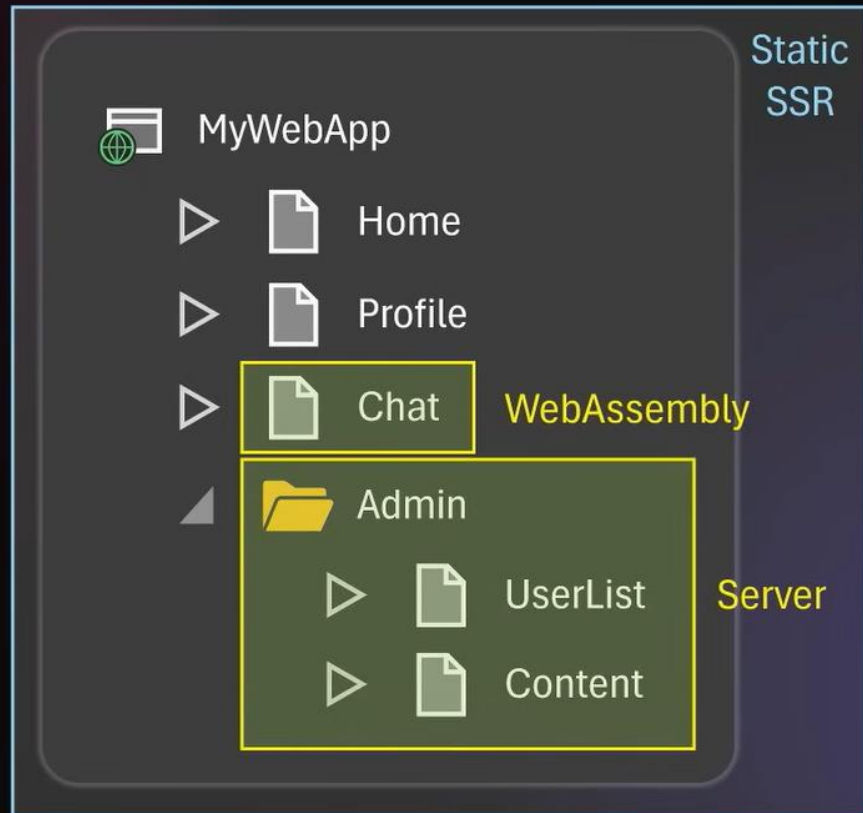 Static
SSR
MyWebApp
Home
Profile
Chat
WebAssembly
Admin
UserList
Server
Content